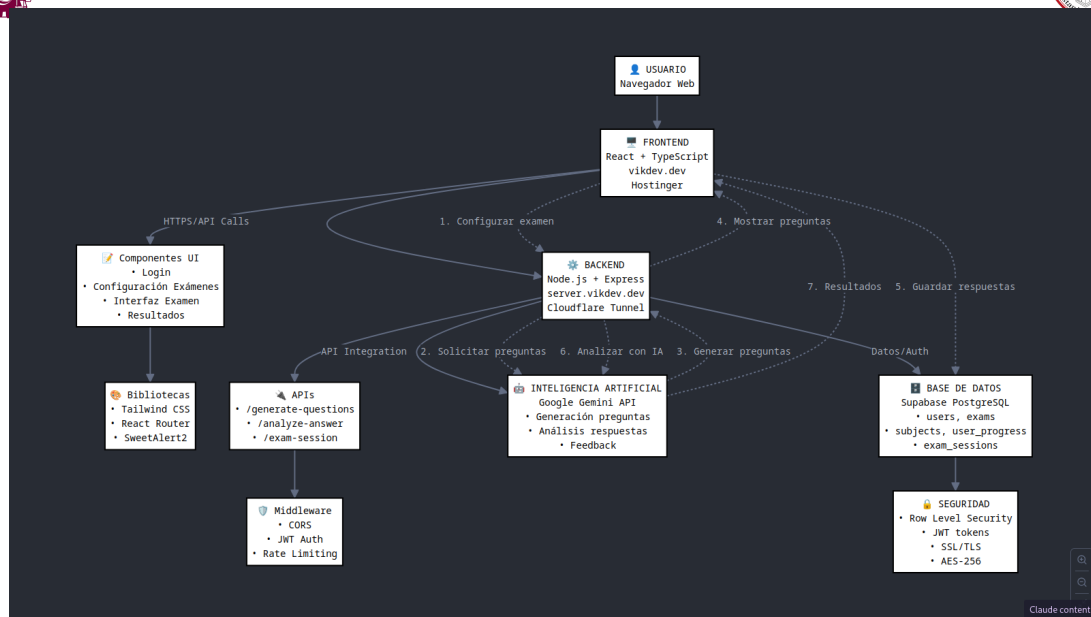 👤 USUARIO
Navegador Web
🖥️ FRONTEND
React + TypeScript
vikdev.dev
Hostinger
HTTPS/API Calls
1. Configurar examen
4. Mostrar preguntas
📝 Componentes UI
• Login
• Configuración Exámenes
• Interfaz Examen
• Resultados
⚙️ BACKEND
Node.js + Express
server.vikdev.dev
Cloudflare Tunnel
7. Resultados
5. Guardar respuestas
API Integration
2. Solicitar preguntas
6. Analizar con IA
3. Generar preguntas
Datos/Auth
🎨 Bibliotecas
• Tailwind CSS
• React Router
• SweetAlert2
🔌 APIs
• /generate-questions
• /analyze-answer
• /exam-session
🤖 INTELIGENCIA ARTIFICIAL
Google Gemini API
• Generación preguntas
• Análisis respuestas
• Feedback
🗄️ BASE DE DATOS
Supabase PostgreSQL
• users, exams
• subjects, user_progress
• exam_sessions
🛡️ Middleware
• CORS
• JWT Auth
• Rate Limiting
🔒 SEGURIDAD
• Row Level Security
• JWT tokens
• SSL/TLS
• AES-256
Claude content